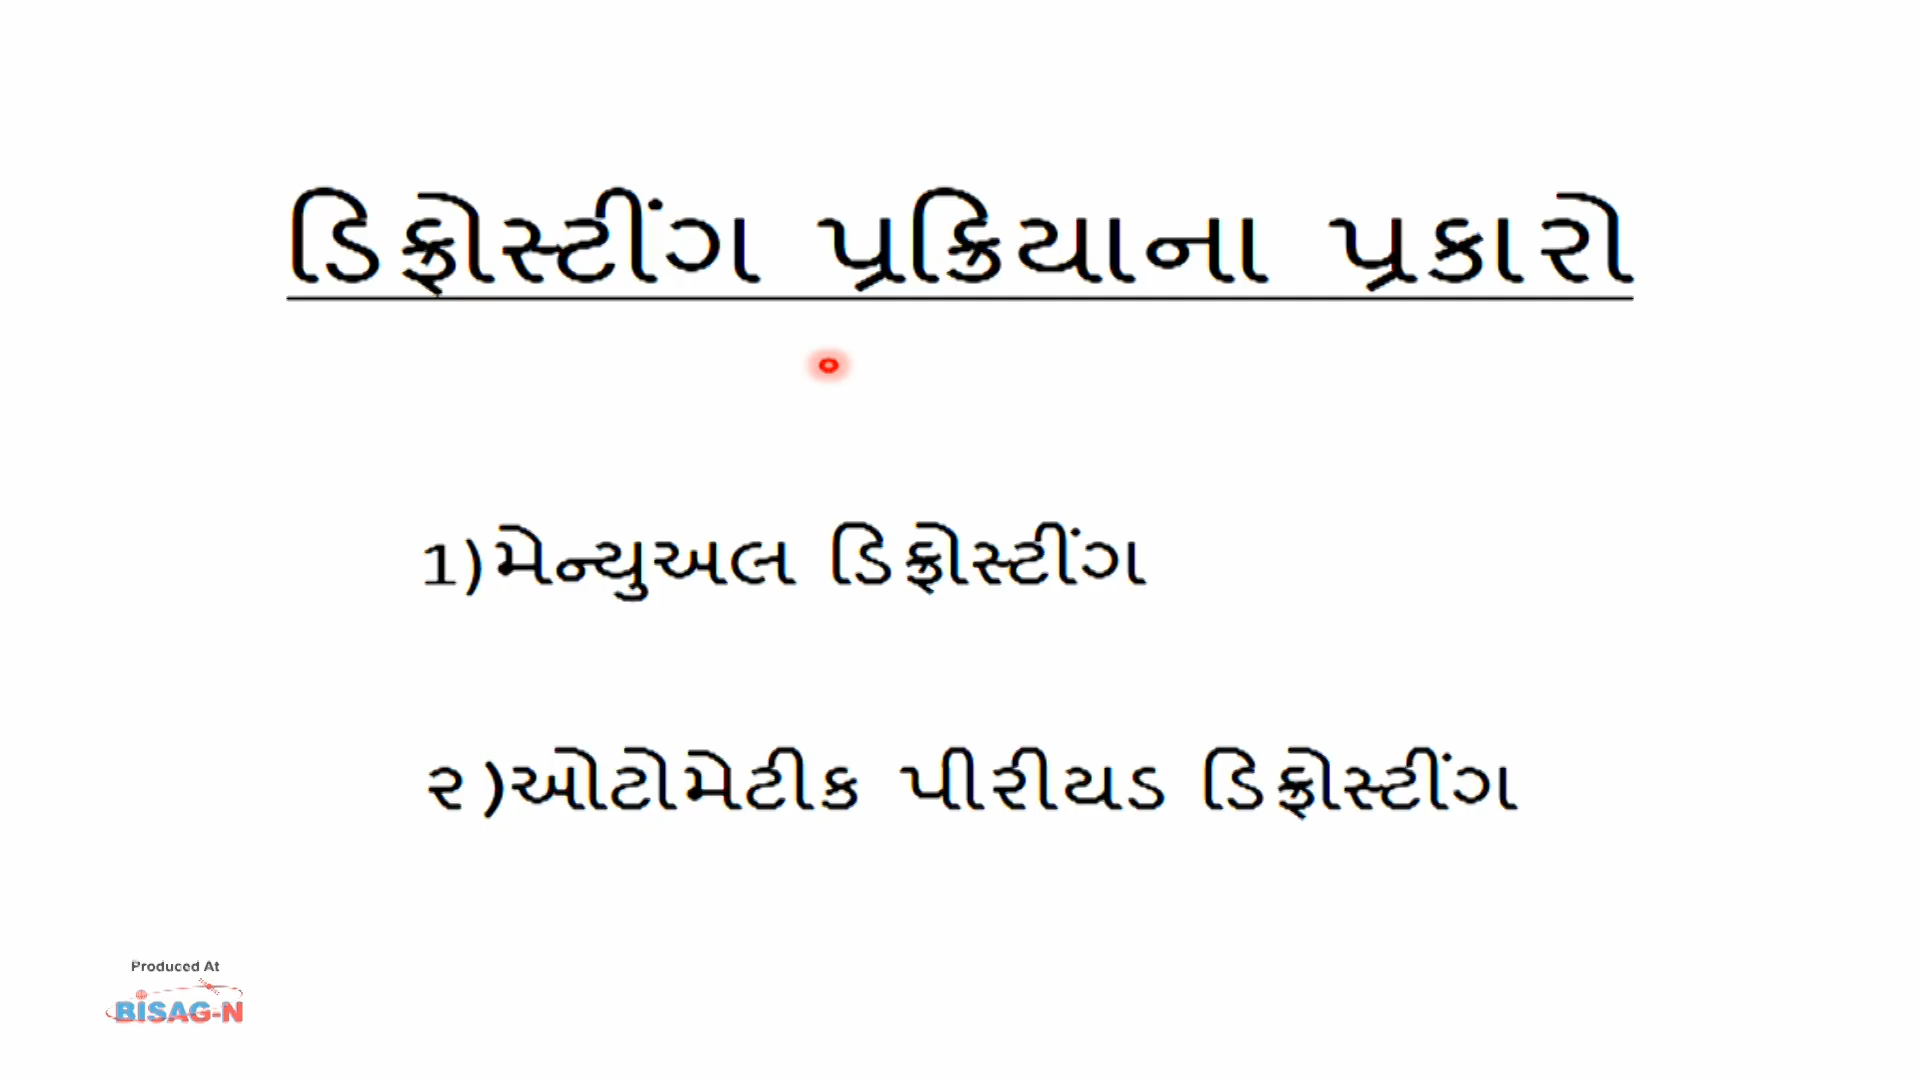 ડિફ્રોસ્ટીંગ પ્રક્રિયાના પ્રકારો
1)મેન્યુઅલ ડિફ્રોસ્ટીંગ
૨)ઓટોમેટીક પીરીયડ ડિફ્રોસ્ટીંગ
Produced At
BISAG-N